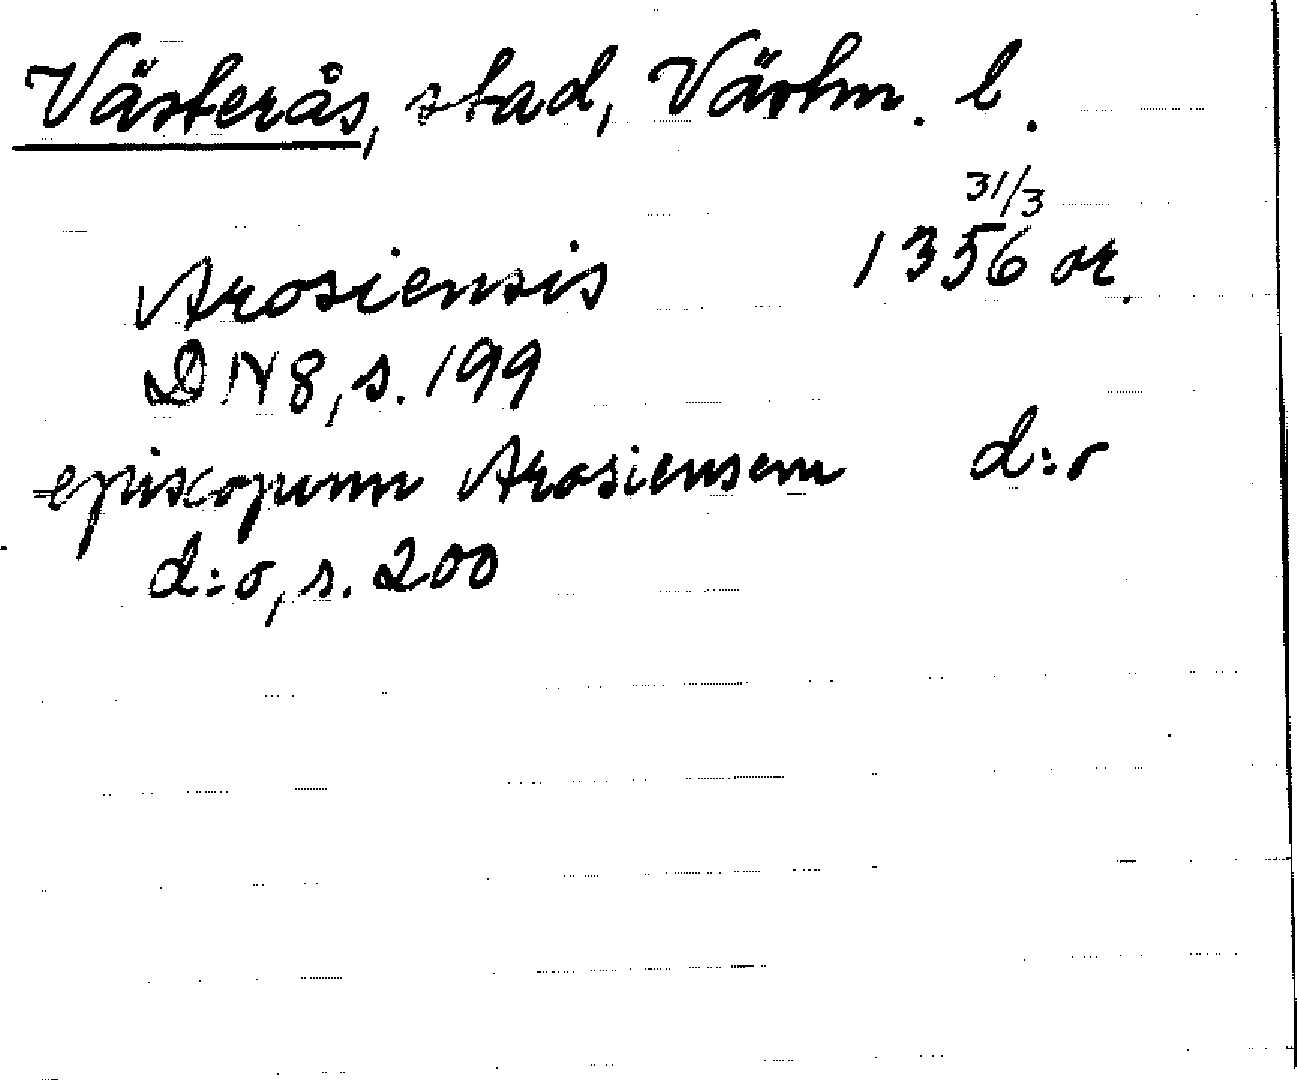 Västerås, stad, Västm. l.
31/3
Arosiensis 1356 or.
DN 8, s. 199
episcopum Arosiensem d:o
d:o, s. 200